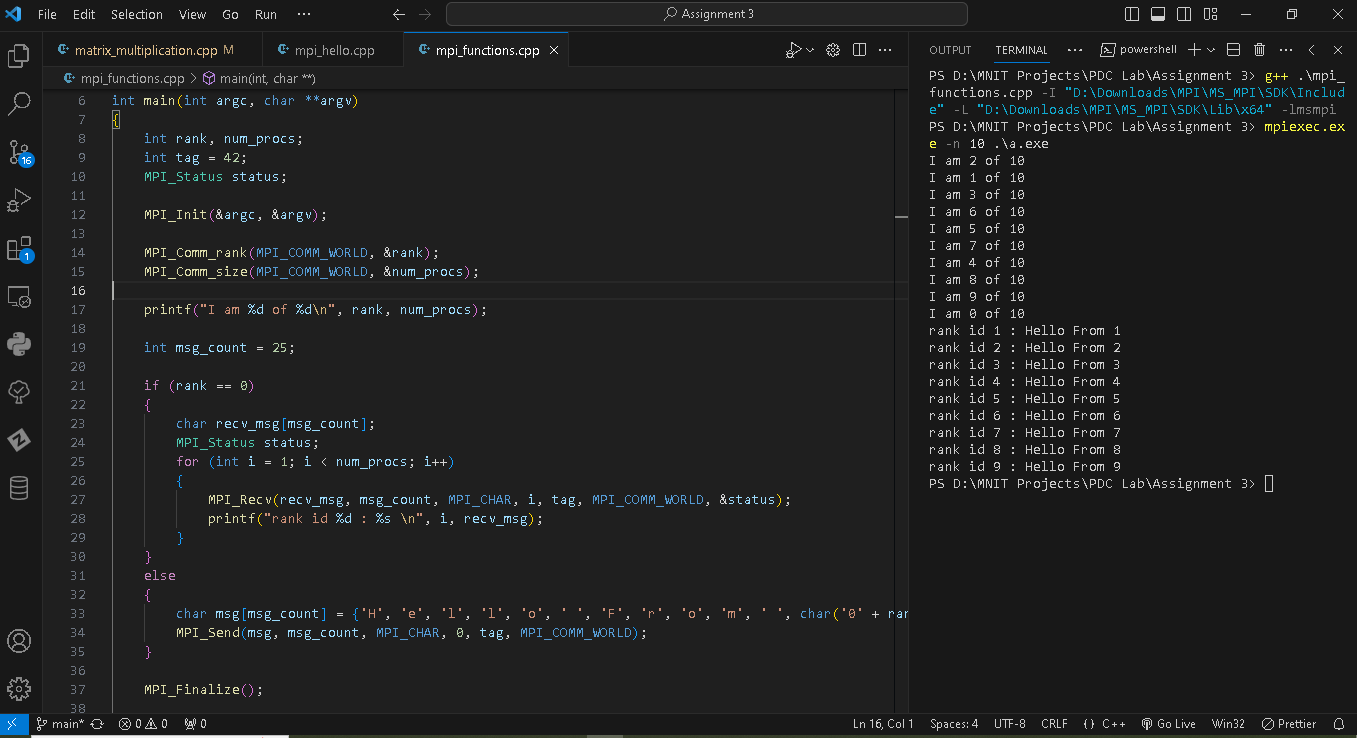 File Edit Selection View Go Run ··· Assignment 3
matrix_multiplication.cpp M mpi_hello.cpp mpi_functions.cpp
mpi_functions.cpp > main(int, char **)
6 int main(int argc, char **argv)
7 {
8 int rank, num_procs;
9 int tag = 42;
10 MPI_Status status;
11
12 MPI_Init(&argc, &argv);
13
14 MPI_Comm_rank(MPI_COMM_WORLD, &rank);
15 MPI_Comm_size(MPI_COMM_WORLD, &num_procs);
16
17 printf("I am %d of %d\n", rank, num_procs);
18
19 int msg_count = 25;
20
21 if (rank == 0)
22 {
23 char recv_msg[msg_count];
24 MPI_Status status;
25 for (int i = 1; i < num_procs; i++)
26 {
27 MPI_Recv(recv_msg, msg_count, MPI_CHAR, i, tag, MPI_COMM_WORLD, &status);
28 printf("rank id %d : %s \n", i, recv_msg);
29 }
30 }
31 else
32 {
33 char msg[msg_count] = {'H', 'e', 'l', 'l', 'o', ' ', 'F', 'r', 'o', 'm', ' ', char('0' + ran
34 MPI_Send(msg, msg_count, MPI_CHAR, 0, tag, MPI_COMM_WORLD);
35 }
36
37 MPI_Finalize();
38
OUTPUT TERMINAL ··· powershell
PS D:\MNIT Projects\PDC Lab\Assignment 3> g++ .\mpi_
functions.cpp -I "D:\Downloads\MPI\MS_MPI\SDK\Includ
e" -L "D:\Downloads\MPI\MS_MPI\SDK\Lib\x64" -lmsmpi
PS D:\MNIT Projects\PDC Lab\Assignment 3> mpiexec.ex
e -n 10 .\a.exe
I am 2 of 10
I am 1 of 10
I am 3 of 10
I am 6 of 10
I am 5 of 10
I am 7 of 10
I am 4 of 10
I am 8 of 10
I am 9 of 10
I am 0 of 10
rank id 1 : Hello From 1
rank id 2 : Hello From 2
rank id 3 : Hello From 3
rank id 4 : Hello From 4
rank id 5 : Hello From 5
rank id 6 : Hello From 6
rank id 7 : Hello From 7
rank id 8 : Hello From 8
rank id 9 : Hello From 9
PS D:\MNIT Projects\PDC Lab\Assignment 3>
16
1
main* 0 0 0 Ln 16, Col 1 Spaces: 4 UTF-8 CRLF {} C++ Go Live Win32 Prettier